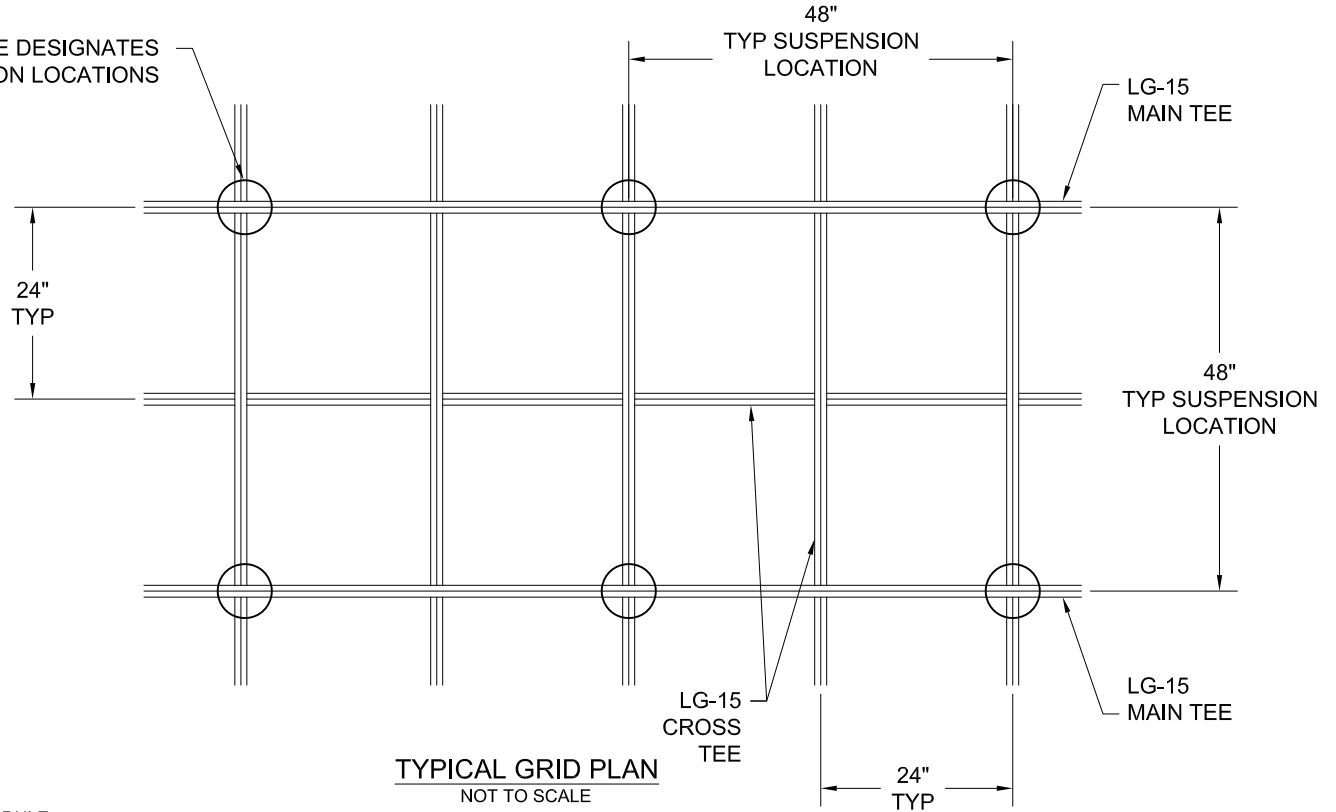 48"
TYP SUSPENSION
LOCATION
E DESIGNATES
ON LOCATIONS
LG-15
MAIN TEE
24"
TYP
48"
TYP SUSPENSION
LOCATION
LG-15
CROSS
TEE
LG-15
MAIN TEE
TYPICAL GRID PLAN
NOT TO SCALE
24"
TYP